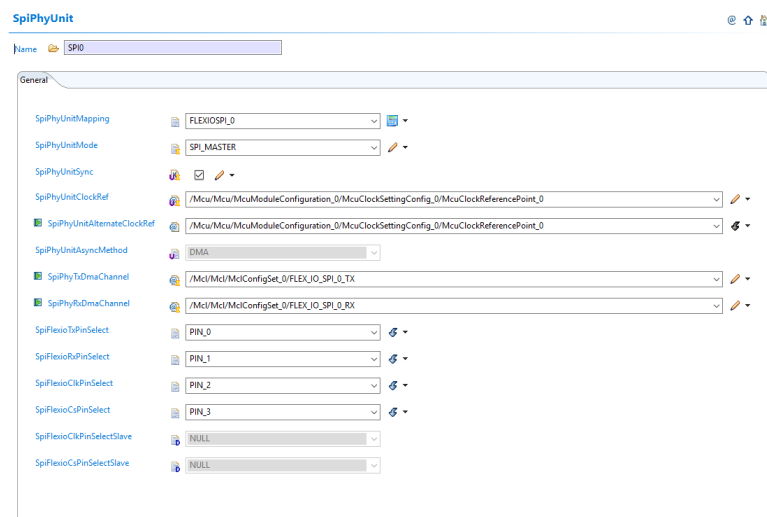 SpiPhyUnit
Name SPI0
General
SpiPhyUnitMapping FLEXIOSPI_0
SpiPhyUnitMode SPI_MASTER
SpiPhyUnitSync
SpiPhyUnitClockRef /Mcu/Mcu/McuModuleConfiguration_0/McuClockSettingConfig_0/McuClockReferencePoint_0
SpiPhyUnitAlternateClockRef /Mcu/Mcu/McuModuleConfiguration_0/McuClockSettingConfig_0/McuClockReferencePoint_0
SpiPhyUnitAsyncMethod DMA
SpiPhyTxDmaChannel /Mcl/Mcl/MclConfigSet_0/FLEX_IO_SPI_0_TX
SpiPhyRxDmaChannel /Mcl/Mcl/MclConfigSet_0/FLEX_IO_SPI_0_RX
SpiFlexioTxPinSelect PIN_0
SpiFlexioRxPinSelect PIN_1
SpiFlexioClkPinSelect PIN_2
SpiFlexioCsPinSelect PIN_3
SpiFlexioClkPinSelectSlave NULL
SpiFlexioCsPinSelectSlave NULL